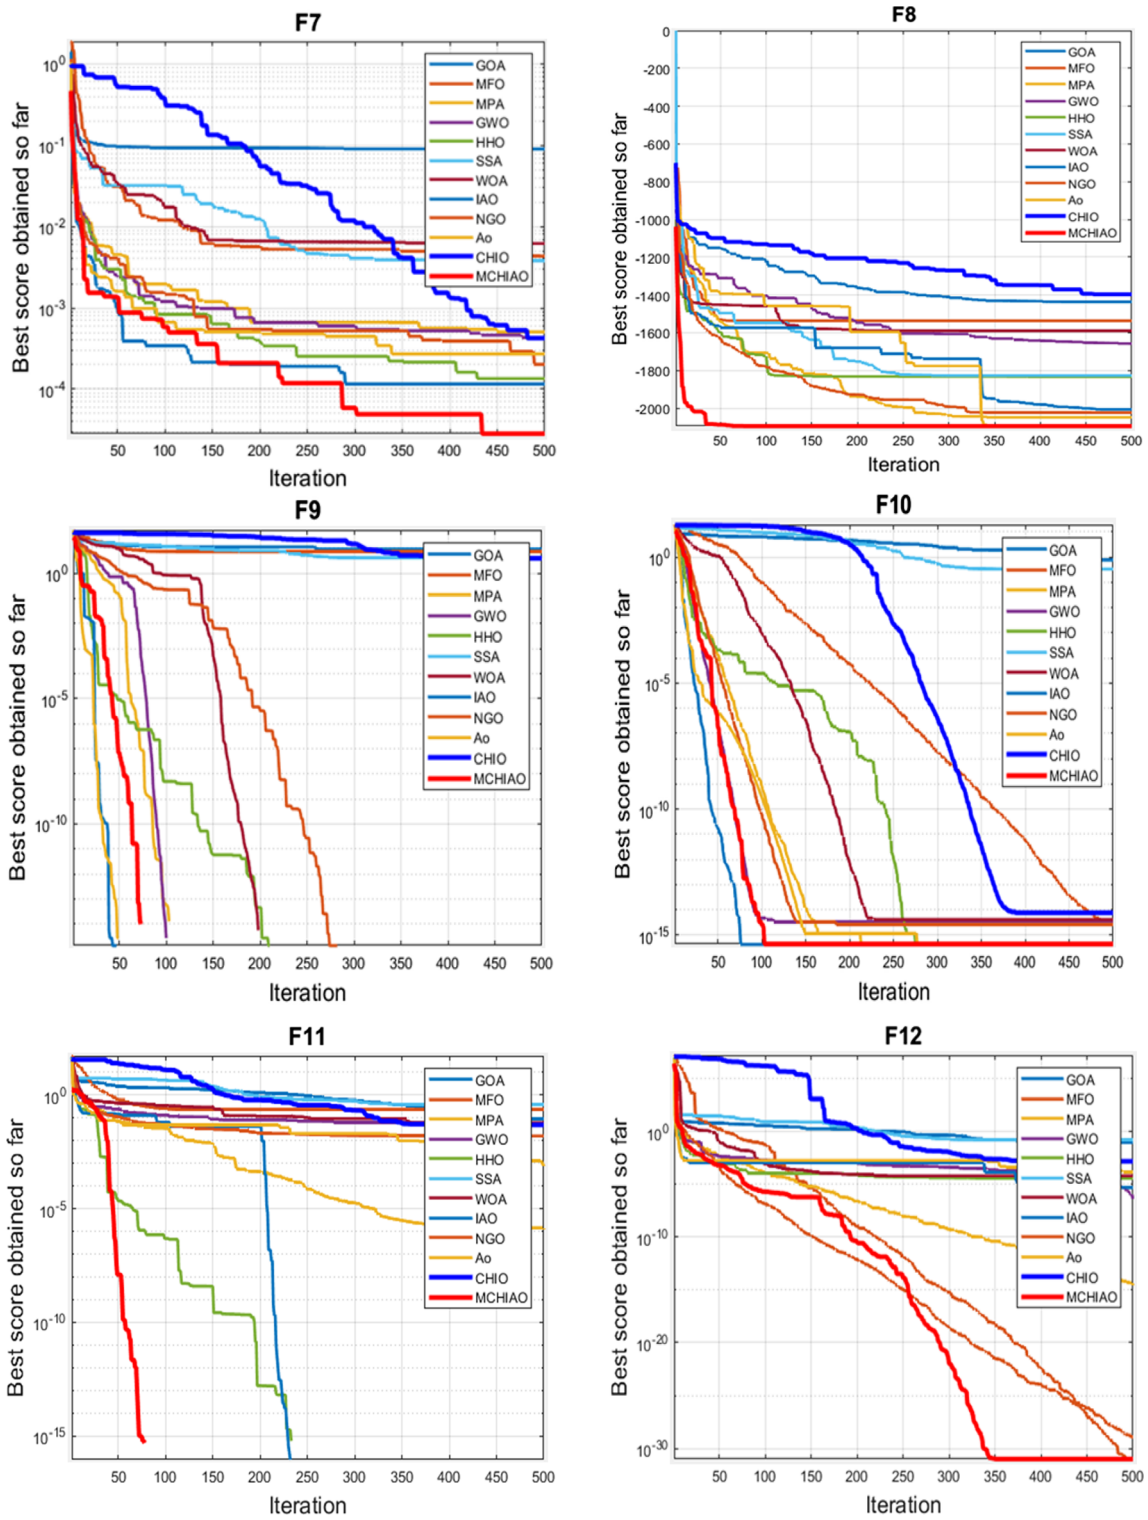 F7
Best score obtained so far
10^0
10^-1
10^-2
10^-3
10^-4
GOA
MFO
MPA
GWO
HHO
SSA
WOA
IAO
NGO
Ao
CHIO
MCHIAO
50 100 150 200 250 300 350 400 450 500
Iteration
F8
Best score obtained so far
0
-200
-400
-600
-800
-1000
-1200
-1400
-1600
-1800
-2000
GOA
MFO
MPA
GWO
HHO
SSA
WOA
IAO
NGO
Ao
CHIO
MCHIAO
50 100 150 200 250 300 350 400 450 500
Iteration
F9
Best score obtained so far
10^0
10^-5
10^-10
GOA
MFO
MPA
GWO
HHO
SSA
WOA
IAO
NGO
Ao
CHIO
MCHIAO
50 100 150 200 250 300 350 400 450 500
Iteration
F10
Best score obtained so far
10^0
10^-5
10^-10
10^-15
GOA
MFO
MPA
GWO
HHO
SSA
WOA
IAO
NGO
Ao
CHIO
MCHIAO
50 100 150 200 250 300 350 400 450 500
Iteration
F11
Best score obtained so far
10^0
10^-5
10^-10
10^-15
GOA
MFO
MPA
GWO
HHO
SSA
WOA
IAO
NGO
Ao
CHIO
MCHIAO
50 100 150 200 250 300 350 400 450 500
Iteration
F12
Best score obtained so far
10^0
10^-10
10^-20
10^-30
GOA
MFO
MPA
GWO
HHO
SSA
WOA
IAO
NGO
Ao
CHIO
MCHIAO
50 100 150 200 250 300 350 400 450 500
Iteration